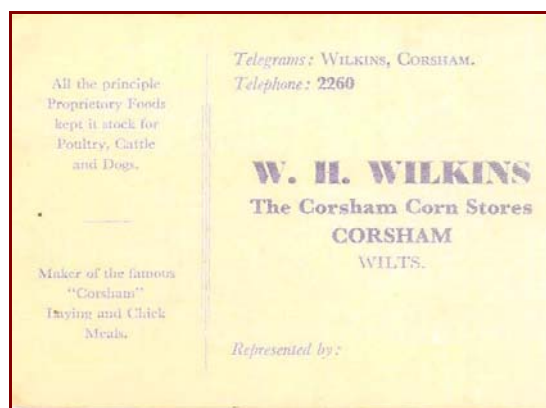 All the principle
Proprietory Foods
kept it stock for
Poultry, Cattle
and Dogs.
Maker of the famous
"Corsham"
Laying and Chick
Meals.
Telegrams: WILKINS, CORSHAM.
Telephone: 2260
W. H. WILKINS
The Corsham Corn Stores
CORSHAM
WILTS.
Represented by: